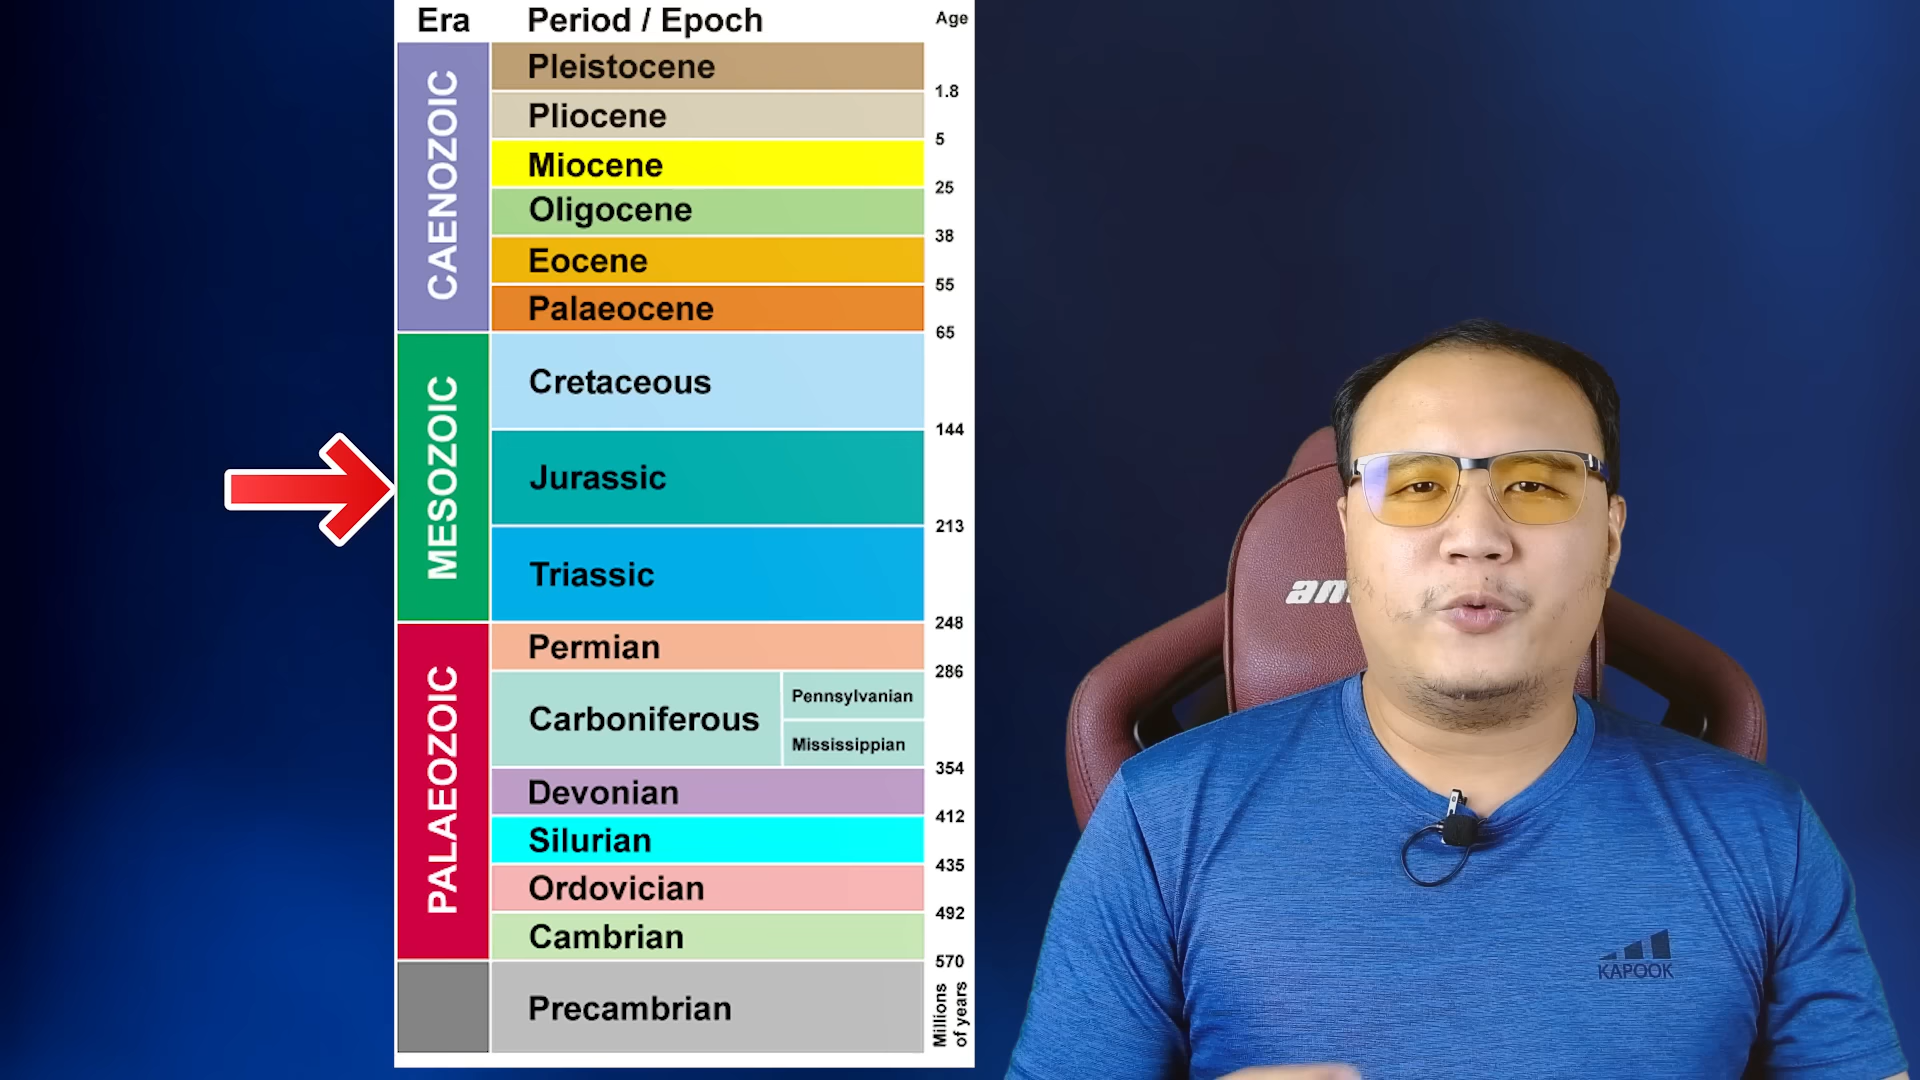 Era Period / Epoch Age
CAENOZOIC
Pleistocene
1.8
Pliocene
5
Miocene
25
Oligocene
38
Eocene
55
Palaeocene
65
MESOZOIC
Cretaceous
144
Jurassic
213
Triassic
248
PALAEOZOIC
Permian
286
Carboniferous
Pennsylvanian
Mississippian
354
Devonian
412
Silurian
435
Ordovician
492
Cambrian
570
Precambrian
Millions
of years
an
KAPOOK